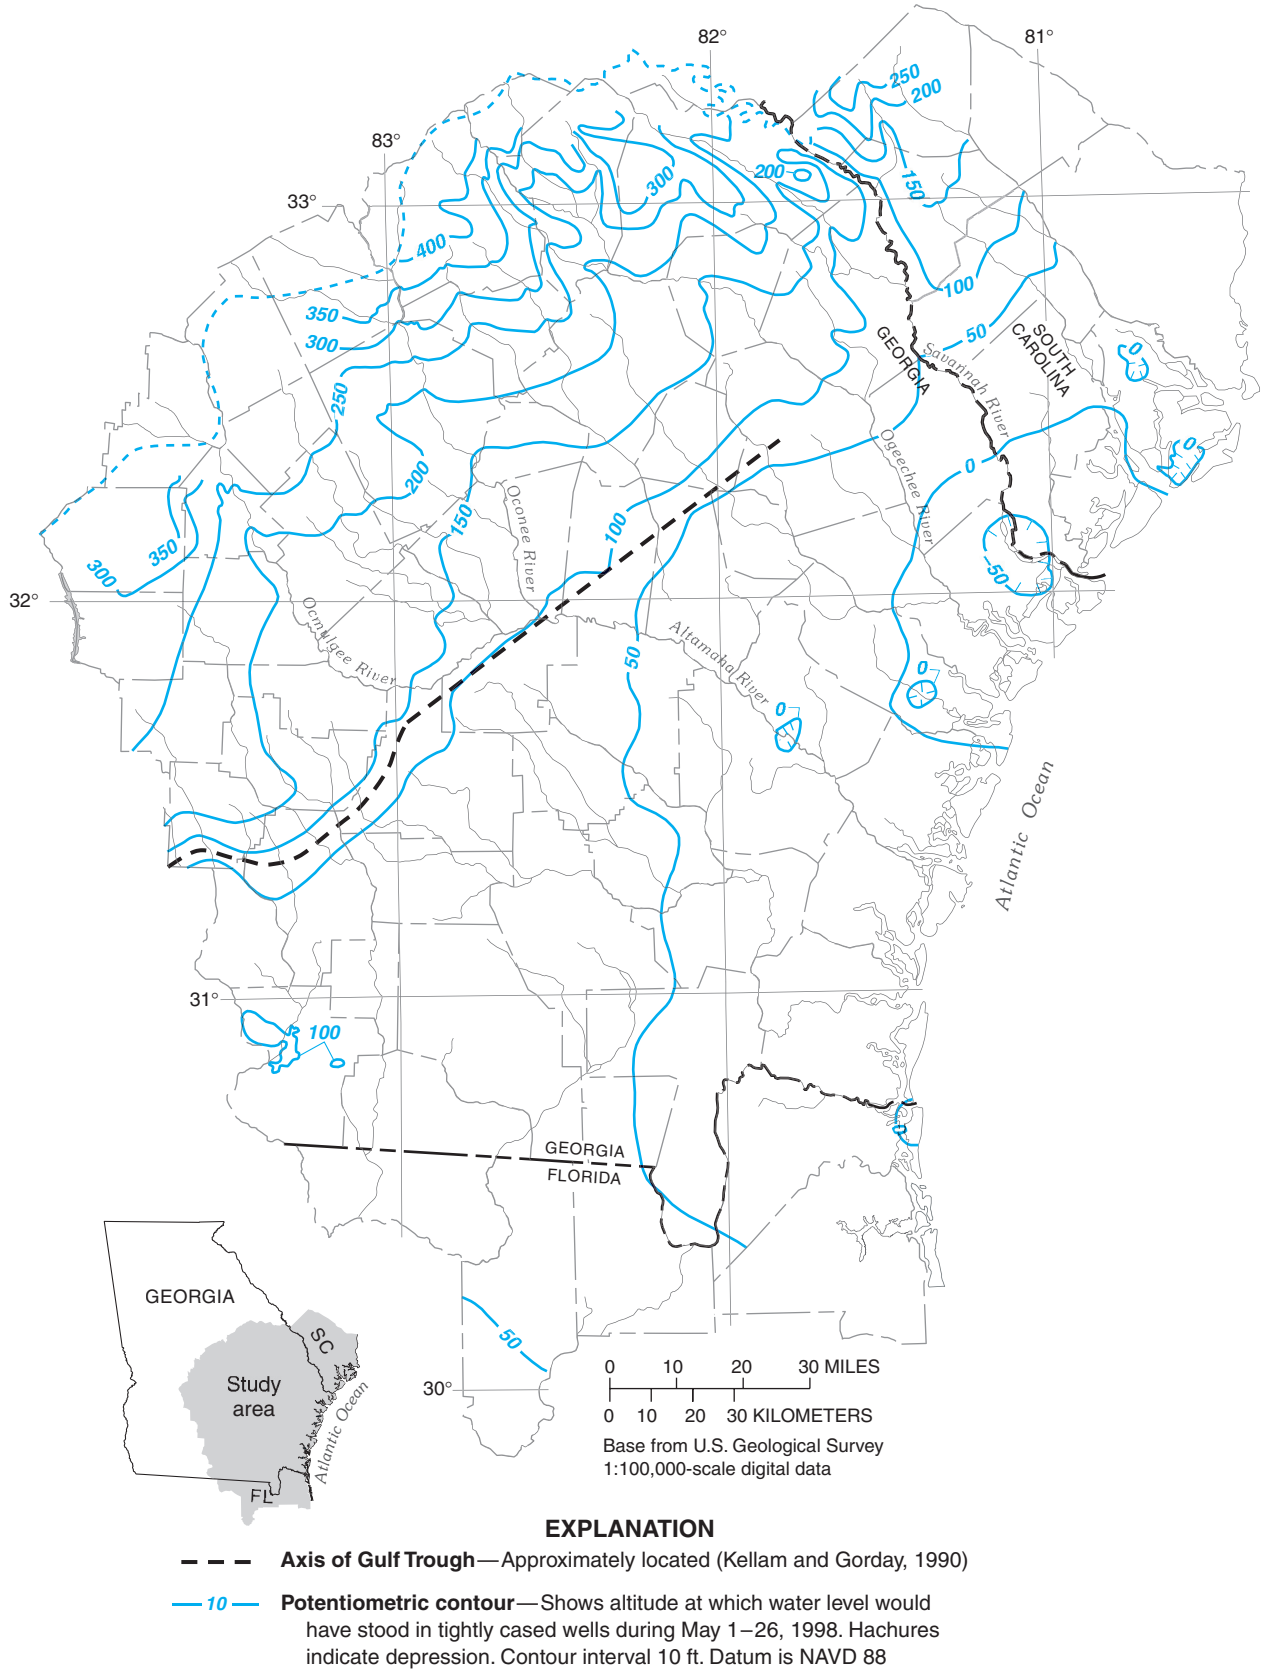 82°
81°
250
200
83°
200
150
300
33°
400
350
300
100
50
SOUTH
CAROLINA
GEORGIA
Savannah River
0
250
0
200
0
Ogeechee River
150
Oconee River
100
350
300
-50
32°
Ocmulgee River
Altamaha River
50
0
0
Atlantic Ocean
31°
100
0
GEORGIA
FLORIDA
50
30°
GEORGIA
SC
Study
area
Atlantic Ocean
FL
0 10 20 30 MILES
0 10 20 30 KILOMETERS
Base from U.S. Geological Survey
1:100,000-scale digital data
EXPLANATION
Axis of Gulf Trough—Approximately located (Kellam and Gorday, 1990)
10 Potentiometric contour—Shows altitude at which water level would
have stood in tightly cased wells during May 1–26, 1998. Hachures
indicate depression. Contour interval 10 ft. Datum is NAVD 88